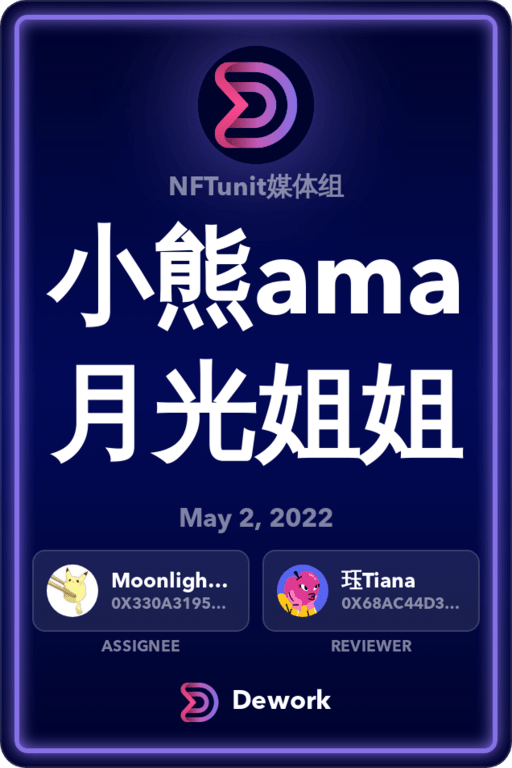 NFTunit媒体组
小熊ama
月光姐姐
May 2, 2022
Moonligh...
0X330A3195...
ASSIGNEE
珏Tiana
0X68AC44D3...
REVIEWER
Dework